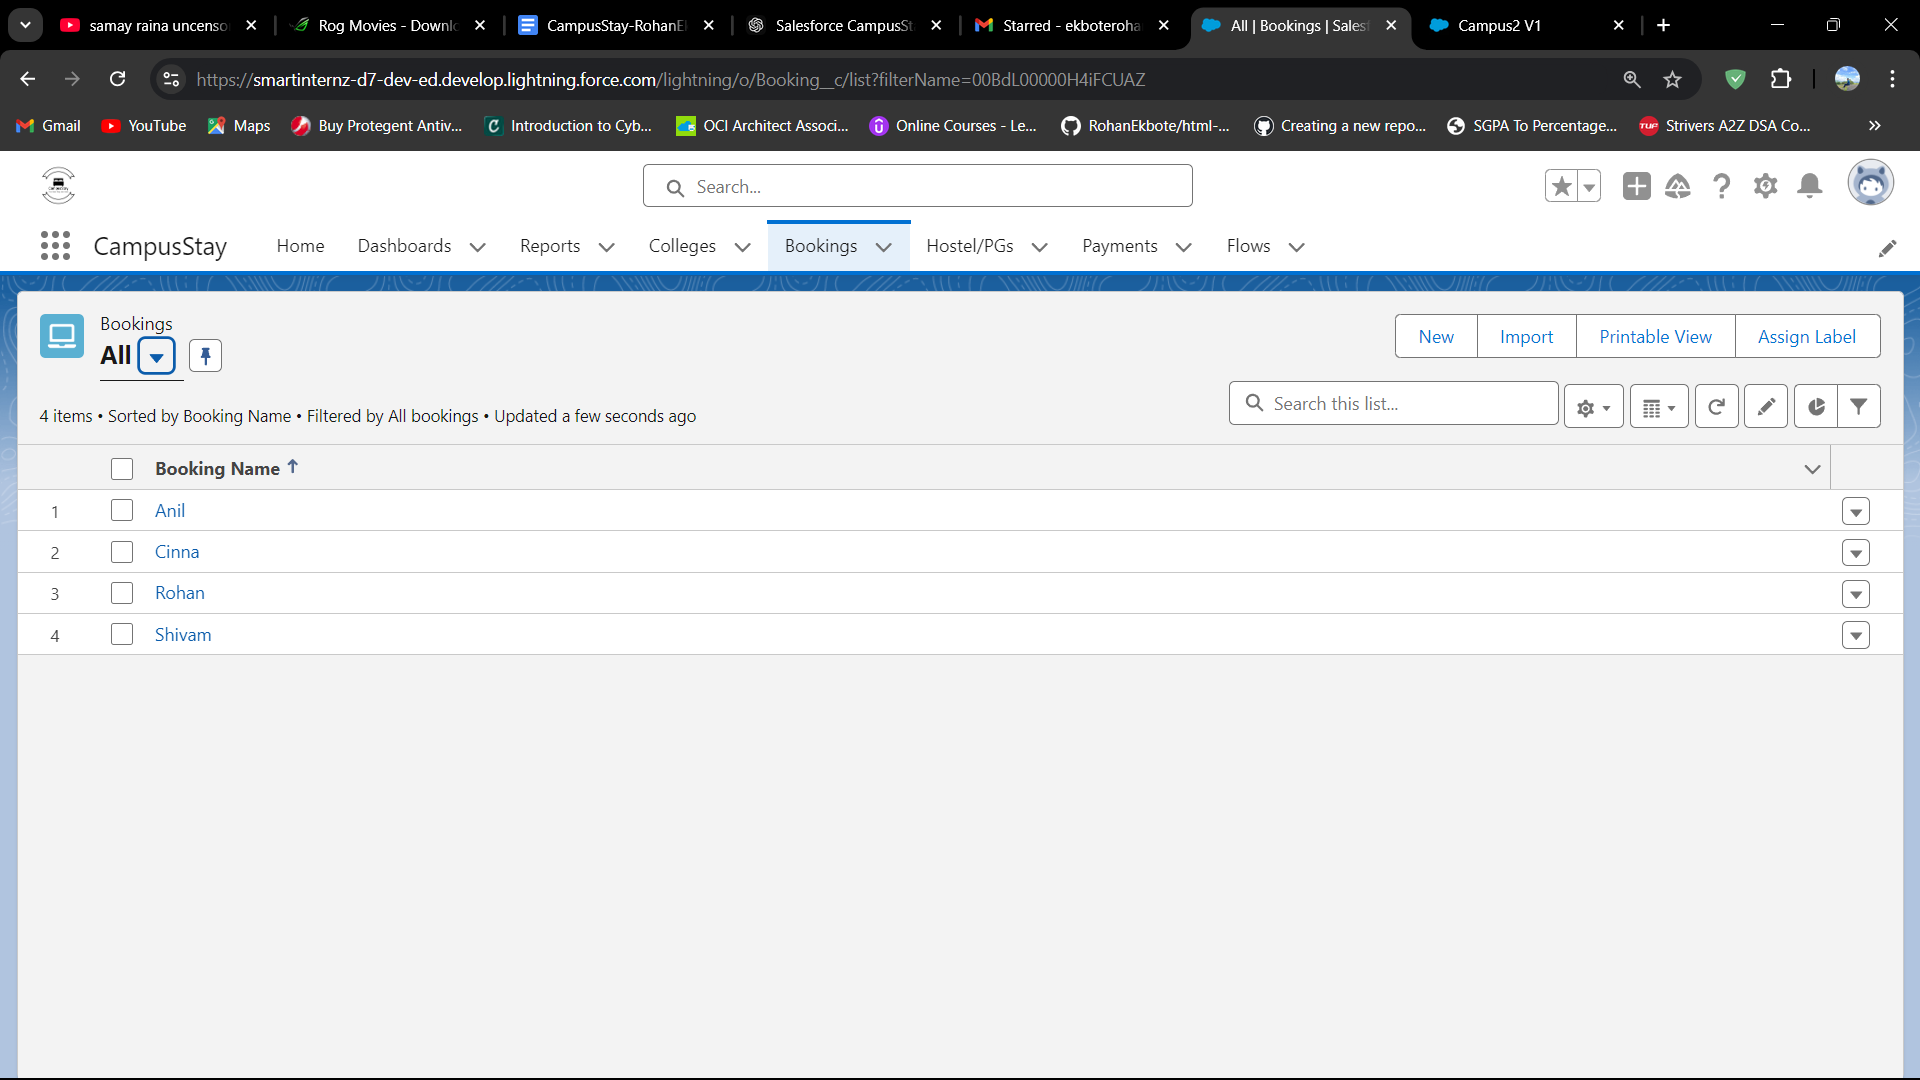 samay raina uncenso
Rog Movies - Downlo
CampusStay-RohanEk
Salesforce CampusSta
Starred - ekboteroha
All | Bookings | Salesf
Campus2 V1
https://smartinternz-d7-dev-ed.develop.lightning.force.com/lightning/o/Booking__c/list?filterName=00BdL00000H4iFCUAZ
Gmail
YouTube
Maps
Buy Protegent Antiv...
Introduction to Cyb...
OCI Architect Associ...
Online Courses - Le...
RohanEkbote/html-...
Creating a new repo...
SGPA To Percentage...
Strivers A2Z DSA Co...
Search...
CampusStay
Home
Dashboards
Reports
Colleges
Bookings
Hostel/PGs
Payments
Flows
Bookings
All
New
Import
Printable View
Assign Label
4 items • Sorted by Booking Name • Filtered by All bookings • Updated a few seconds ago
Search this list...
Booking Name
1 Anil
2 Cinna
3 Rohan
4 Shivam